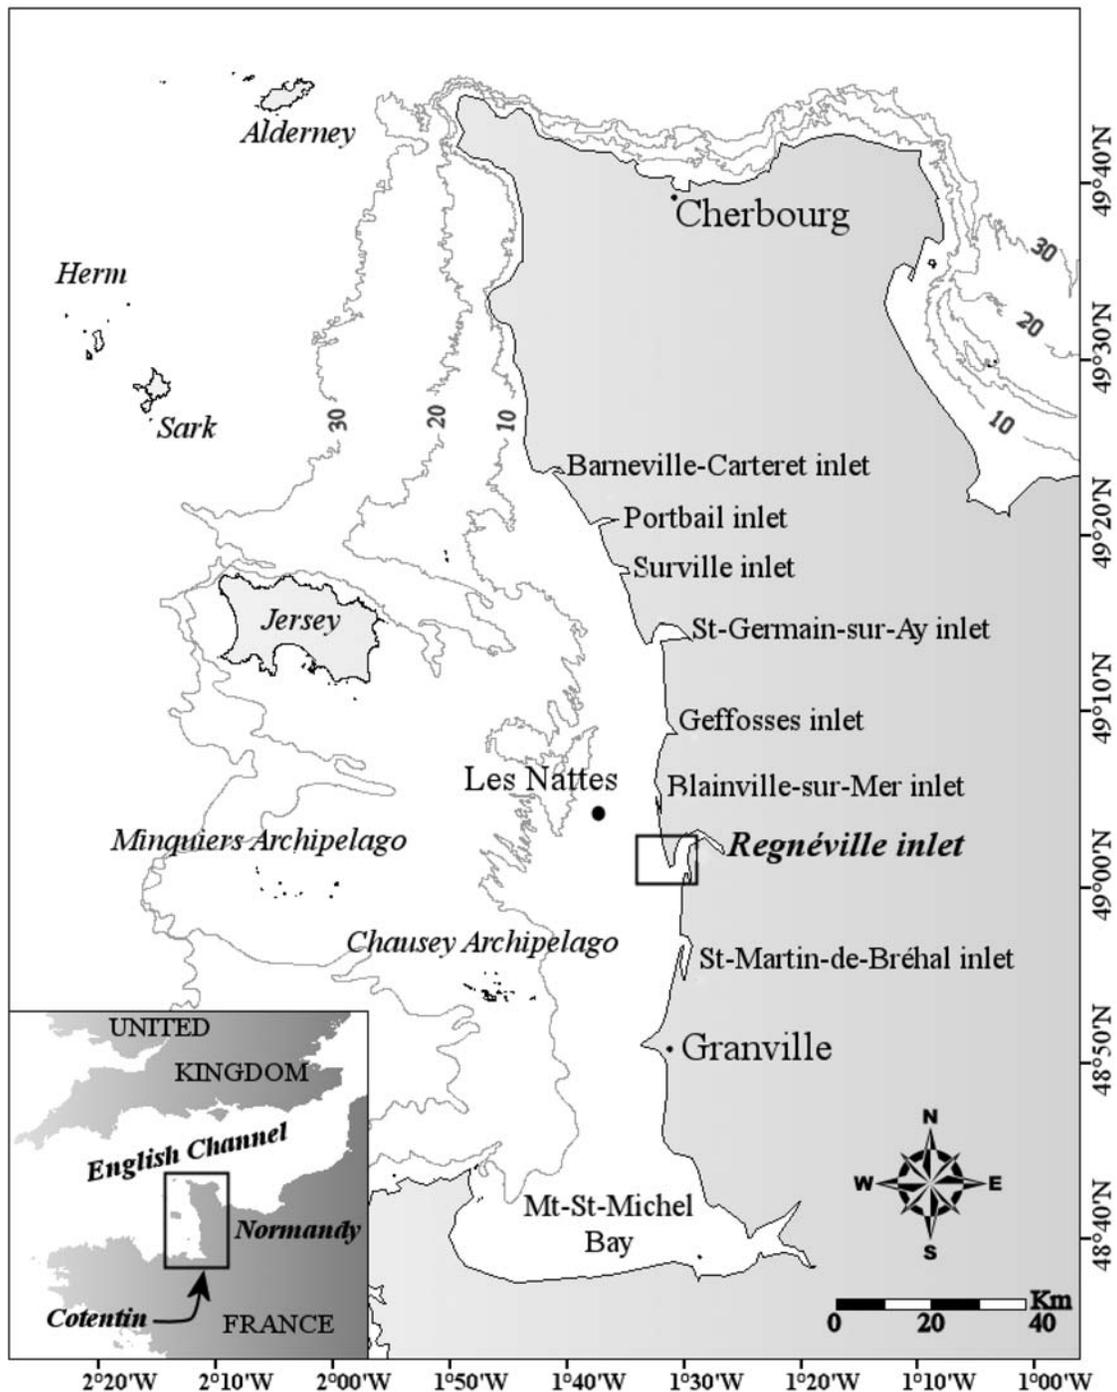 Alderney
49°40'N
Cherbourg
30
Herm
20
49°30'N
30
20
10
10
Sark
Barneville-Carteret inlet
Portbail inlet
49°20'N
Surville inlet
Jersey
St-Germain-sur-Ay inlet
49°10'N
Geffosses inlet
Les Nattes
Blainville-sur-Mer inlet
Minquiers Archipelago
Regnéville inlet
49°00'N
Chausey Archipelago
St-Martin-de-Bréhal inlet
UNITED
KINGDOM
Granville
48°50'N
English Channel
Normandy
Cotentin
FRANCE
N
W
E
S
Mt-St-Michel
Bay
48°40'N
Km
0 20 40
2°20'W 2°10'W 2°00'W 1°50'W 1°40'W 1°30'W 1°20'W 1°10'W 1°00'W